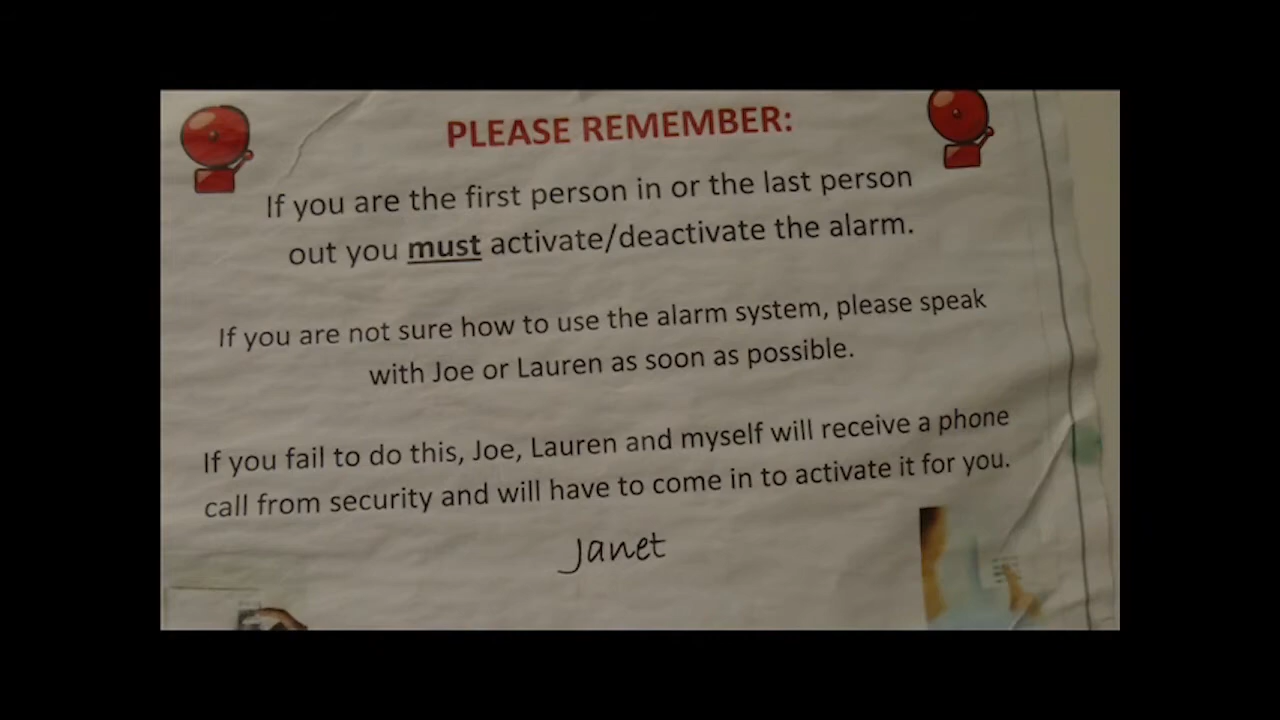 PLEASE REMEMBER:
If you are the first person in or the last person
out you must activate/deactivate the alarm.
If you are not sure how to use the alarm system, please speak
with Joe or Lauren as soon as possible.
If you fail to do this, Joe, Lauren and myself will receive a phone
call from security and will have to come in to activate it for you.
Janet